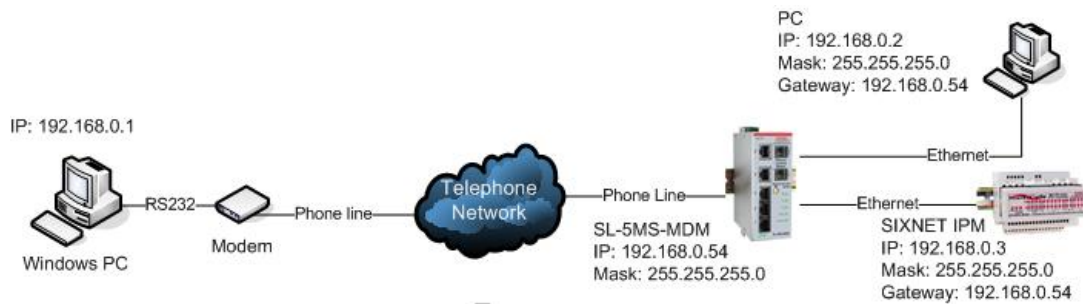 IP: 192.168.0.1
RS232
Windows PC
Modem
Phone line
Telephone
Network
Phone Line
SL-5MS-MDM
IP: 192.168.0.54
Mask: 255.255.255.0
PC
IP: 192.168.0.2
Mask: 255.255.255.0
Gateway: 192.168.0.54
Ethernet
Ethernet
SIXNET IPM
IP: 192.168.0.3
Mask: 255.255.255.0
Gateway: 192.168.0.54